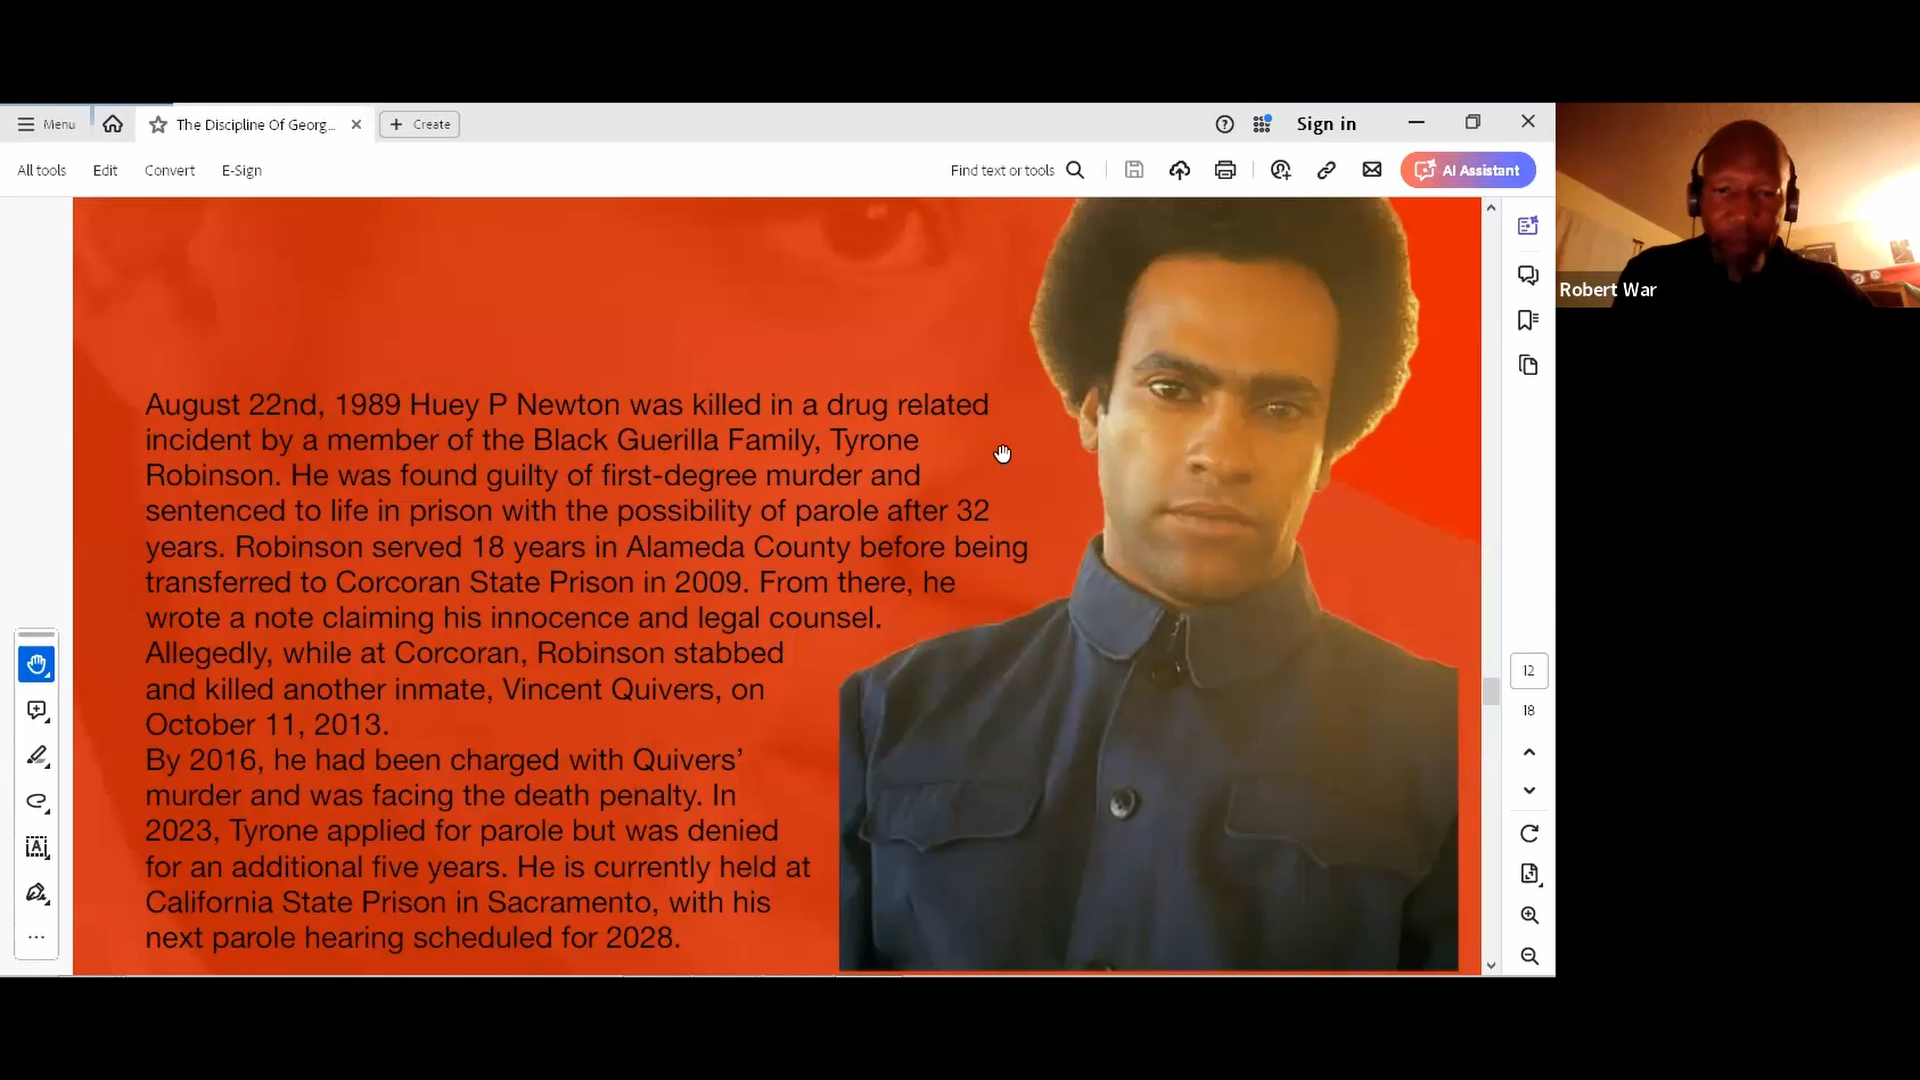 Menu
The Discipline Of Georg...
Create
Sign in
All tools
Edit
Convert
E-Sign
Find text or tools
AI Assistant
August 22nd, 1989 Huey P Newton was killed in a drug related
incident by a member of the Black Guerilla Family, Tyrone
Robinson. He was found guilty of first-degree murder and
sentenced to life in prison with the possibility of parole after 32
years. Robinson served 18 years in Alameda County before being
transferred to Corcoran State Prison in 2009. From there, he
wrote a note claiming his innocence and legal counsel.
Allegedly, while at Corcoran, Robinson stabbed
and killed another inmate, Vincent Quivers, on
October 11, 2013.
By 2016, he had been charged with Quivers’
murder and was facing the death penalty. In
2023, Tyrone applied for parole but was denied
for an additional five years. He is currently held at
California State Prison in Sacramento, with his
next parole hearing scheduled for 2028.
12
18
Robert War